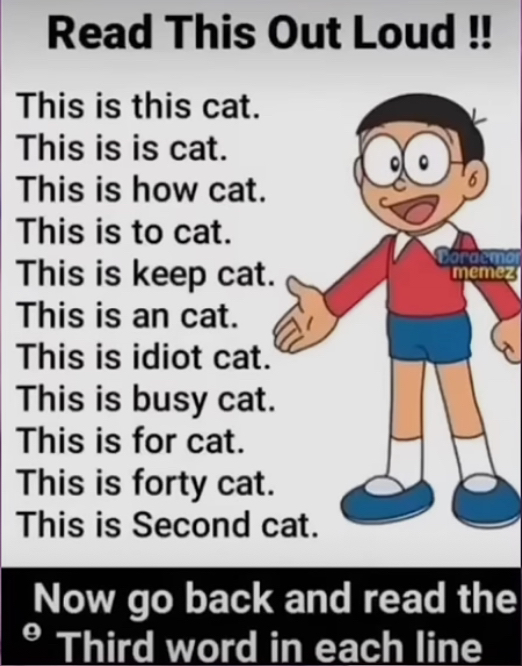 Read This Out Loud !!
This is this cat.
This is is cat.
This is how cat.
This is to cat.
This is keep cat.
This is an cat.
This is idiot cat.
This is busy cat.
This is for cat.
This is forty cat.
This is Second cat.
Doraemon
memez
Now go back and read the
Third word in each line